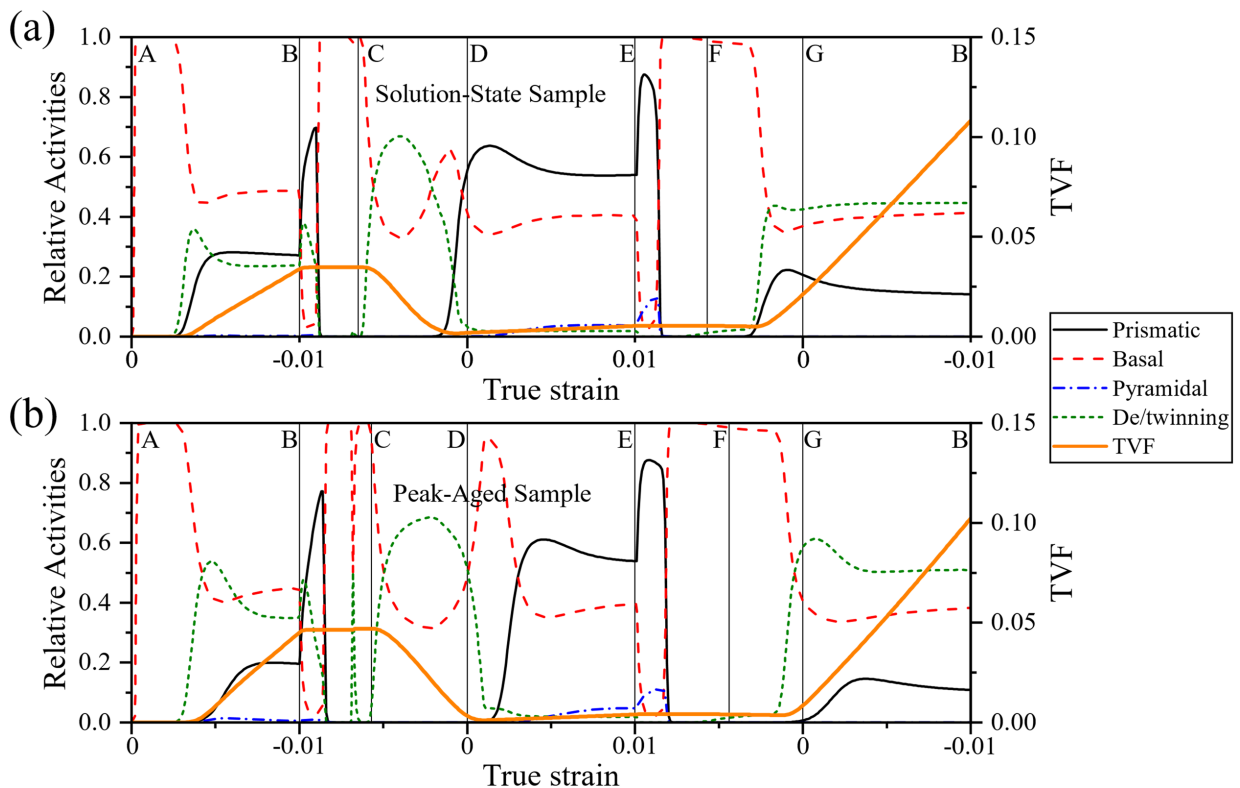 (a)
1.0
0.8
0.6
0.4
0.2
0.0
Relative Activities
A
B
C
D
E
F
G
B
Solution-State Sample
0.15
0.10
0.05
0.00
TVF
0
-0.01
0
0.01
0
-0.01
True strain
(b)
1.0
0.8
0.6
0.4
0.2
0.0
Relative Activities
A
B
C
D
E
F
G
B
Peak-Aged Sample
0.15
0.10
0.05
0.00
TVF
0
-0.01
0
0.01
0
-0.01
True strain
Prismatic
Basal
Pyramidal
De/twinning
TVF